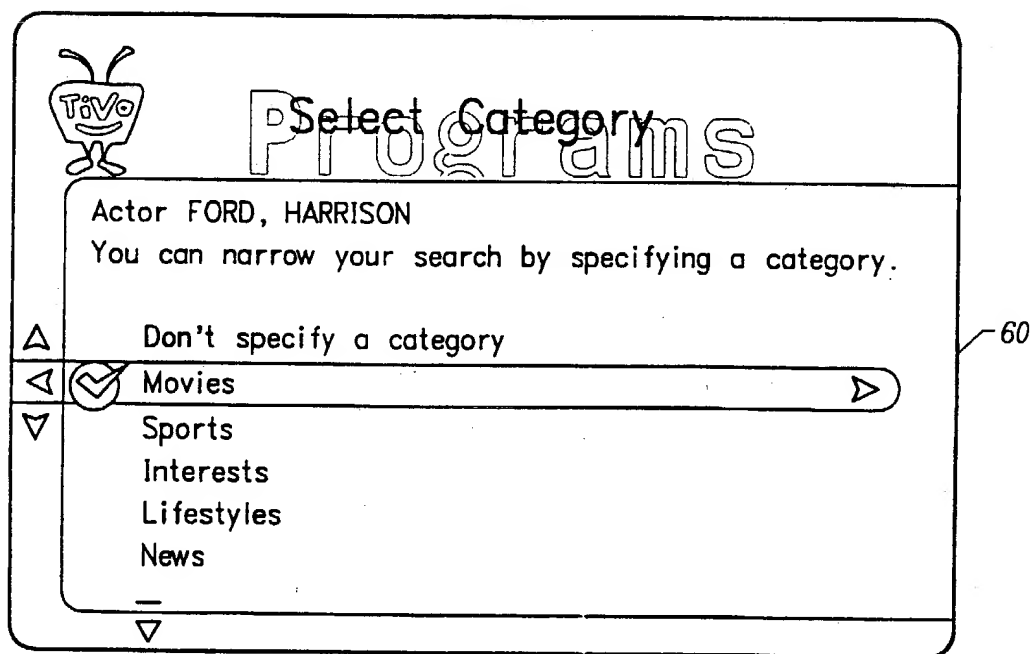 TiVo
Programs
Select Category
Actor FORD, HARRISON
You can narrow your search by specifying a category.
Don't specify a category
Movies
Sports
Interests
Lifestyles
News
60